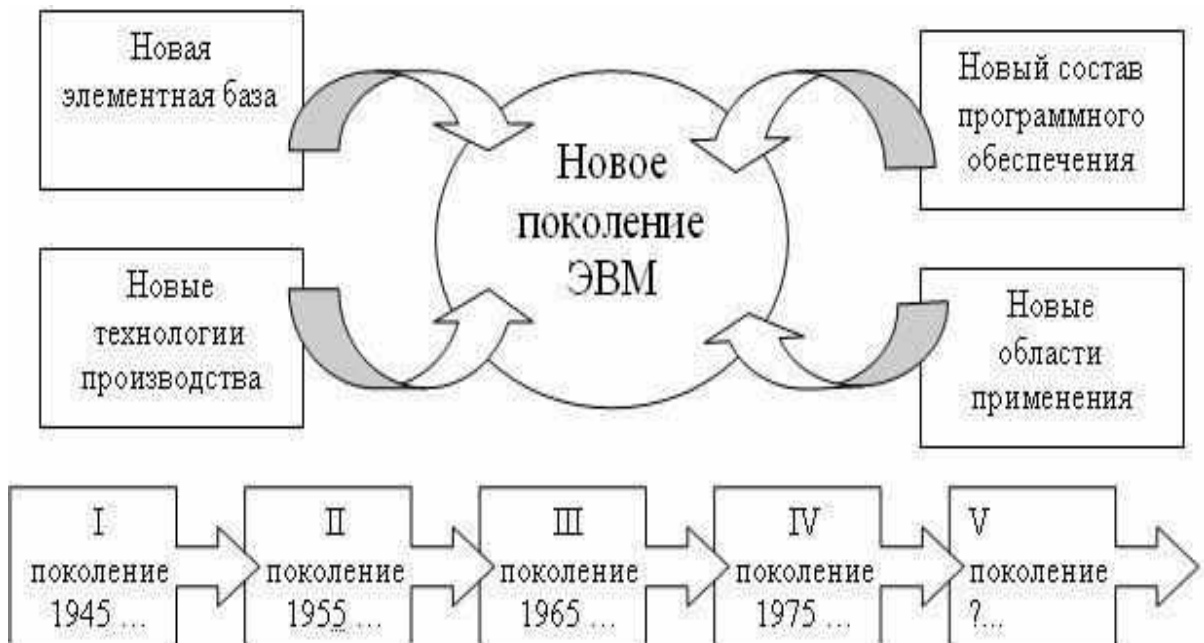 Новая
элементная база
Новый состав
программного
обеспечения
Новое
поколение
ЭВМ
Новые
технологии
производства
Новые
области
применения
I
поколение
1945 ...
II
поколение
1955 ...
III
поколение
1965 ...
IV
поколение
1975 ...
V
поколение
?...